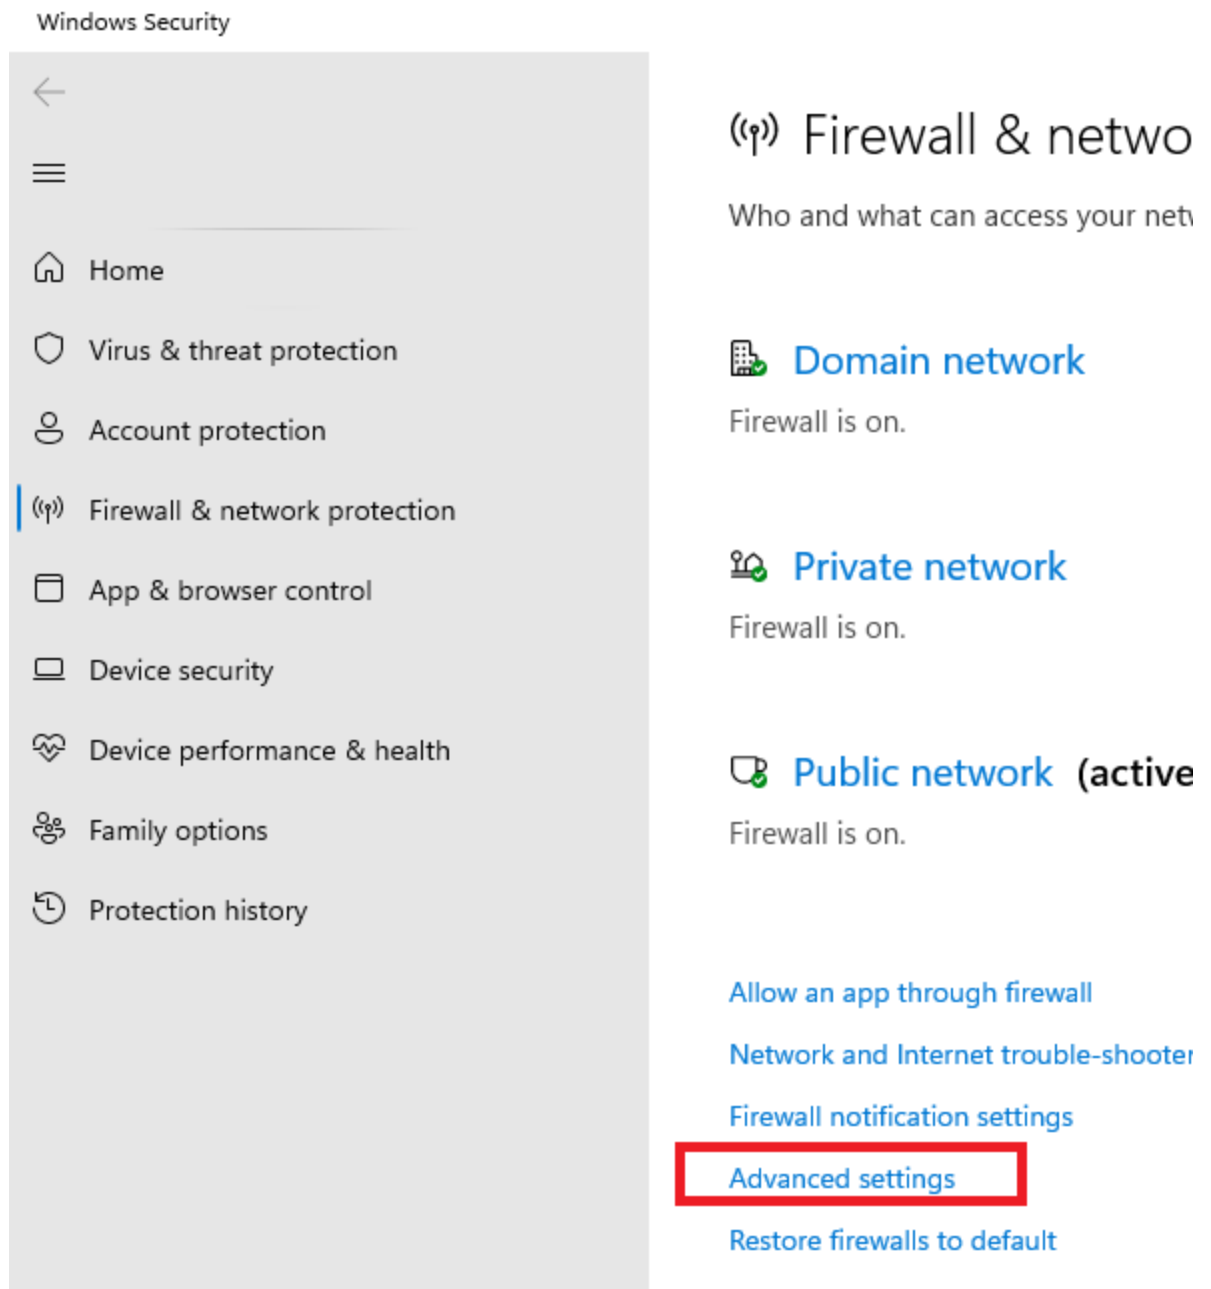 Windows Security
Home
Virus & threat protection
Account protection
Firewall & network protection
App & browser control
Device security
Device performance & health
Family options
Protection history
Firewall & netwo
Who and what can access your net
Domain network
Firewall is on.
Private network
Firewall is on.
Public network (active
Firewall is on.
Allow an app through firewall
Network and Internet trouble-shooter
Firewall notification settings
Advanced settings
Restore firewalls to default